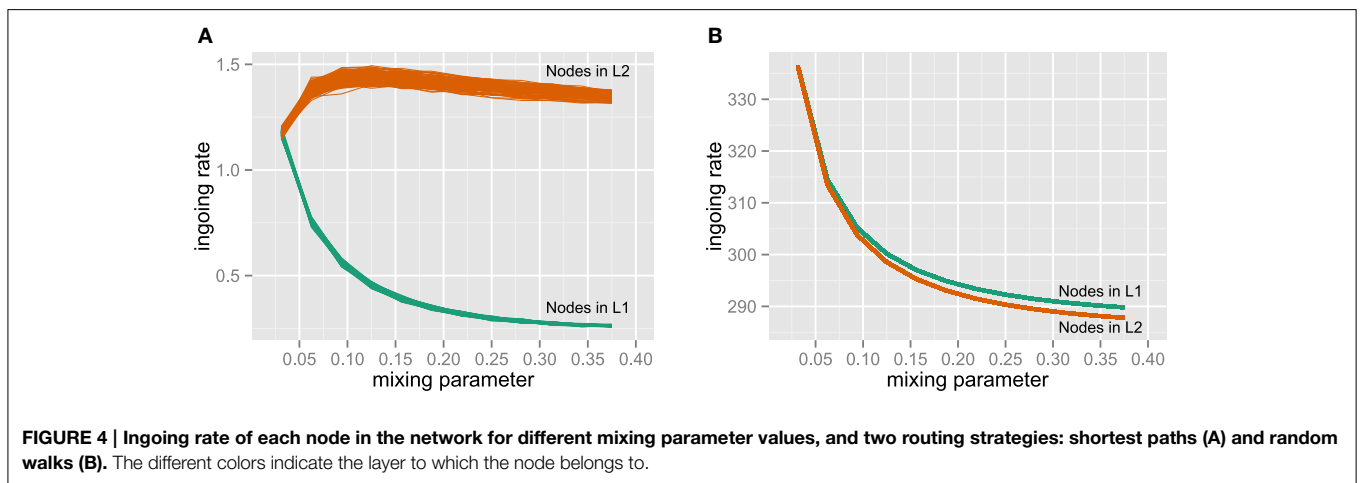 A
ingoing rate
1.5
1.0
0.5
Nodes in L2
Nodes in L1
0.05 0.10 0.15 0.20 0.25 0.30 0.35 0.40
mixing parameter
B
ingoing rate
330
320
310
300
290
Nodes in L1
Nodes in L2
0.05 0.10 0.15 0.20 0.25 0.30 0.35 0.40
mixing parameter
FIGURE 4 | Ingoing rate of each node in the network for different mixing parameter values, and two routing strategies: shortest paths (A) and random
walks (B). The different colors indicate the layer to which the node belongs to.